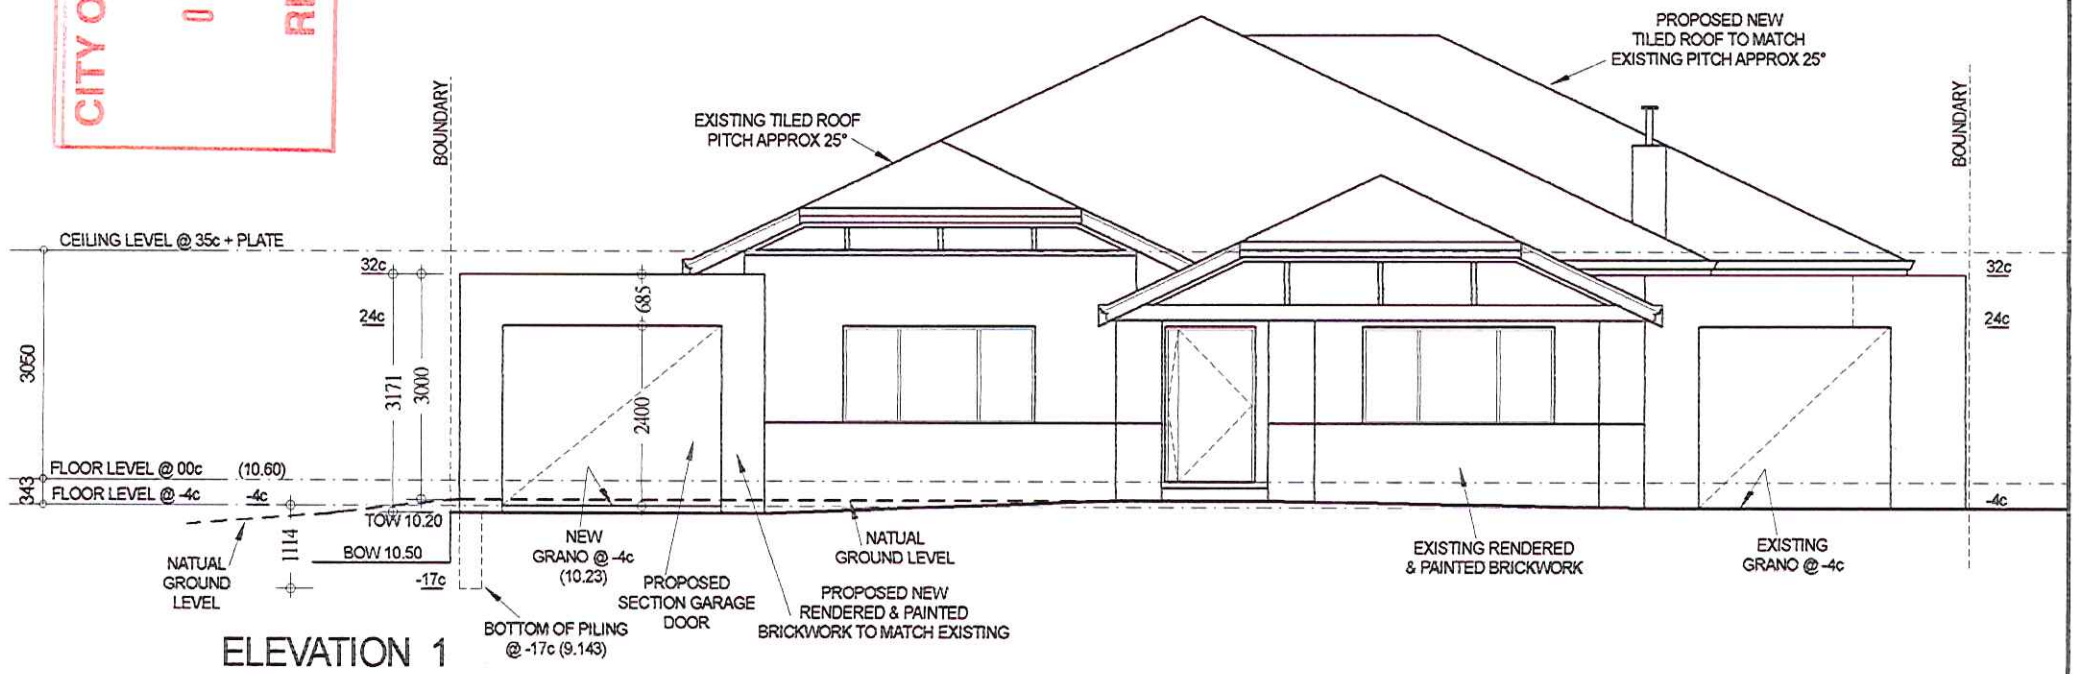 CITY O
0
RE
BOUNDARY
EXISTING TILED ROOF
PITCH APPROX 25°
PROPOSED NEW
TILED ROOF TO MATCH
EXISTING PITCH APPROX 25°
BOUNDARY
CEILING LEVEL @ 35c + PLATE
32c
24c
685
2400
3171
3000
3050
343
32c
24c
-4c
FLOOR LEVEL @ 00c (10.60)
FLOOR LEVEL @ -4c -4c
TOW 10.20
BOW 10.50
-17c
1114
NATUAL
GROUND
LEVEL
NEW
GRANO @ -4c
(10.23)
PROPOSED
SECTION GARAGE
DOOR
BOTTOM OF PILING
@ -17c (9.143)
NATUAL
GROUND LEVEL
PROPOSED NEW
RENDERED & PAINTED
BRICKWORK TO MATCH EXISTING
EXISTING RENDERED
& PAINTED BRICKWORK
EXISTING
GRANO @ -4c
ELEVATION 1